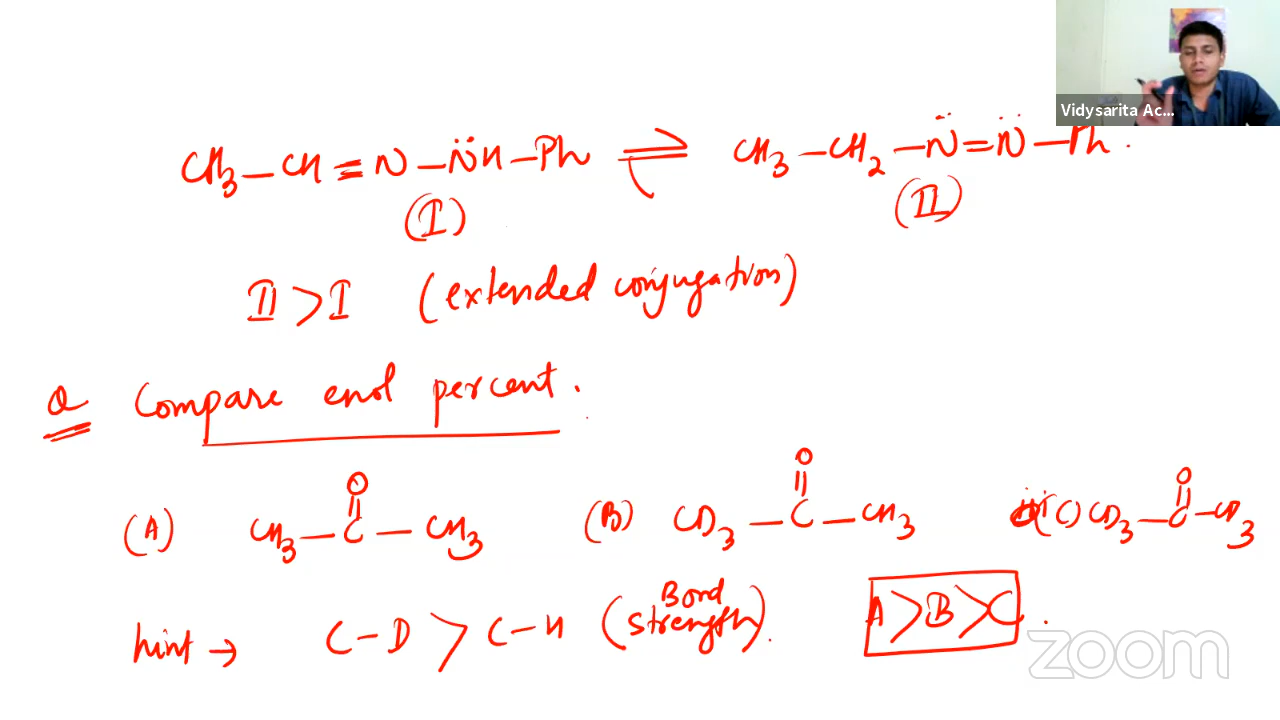 Vidysarita Ac...
CH₃—CH=N—N̈H—Ph ⇌ CH₃—CH₂—N̈=N̈—Ph.
(I) (II)
II > I (extended conjugation)
Q Compare enol percent.
(A) CH₃—C(=O)—CH₃ (B) CD₃—C(=O)—CH₃ (C) CD₃—C(=O)—CD₃
hint → C—D > C—H (Bond strength). A > B > C.
zoom